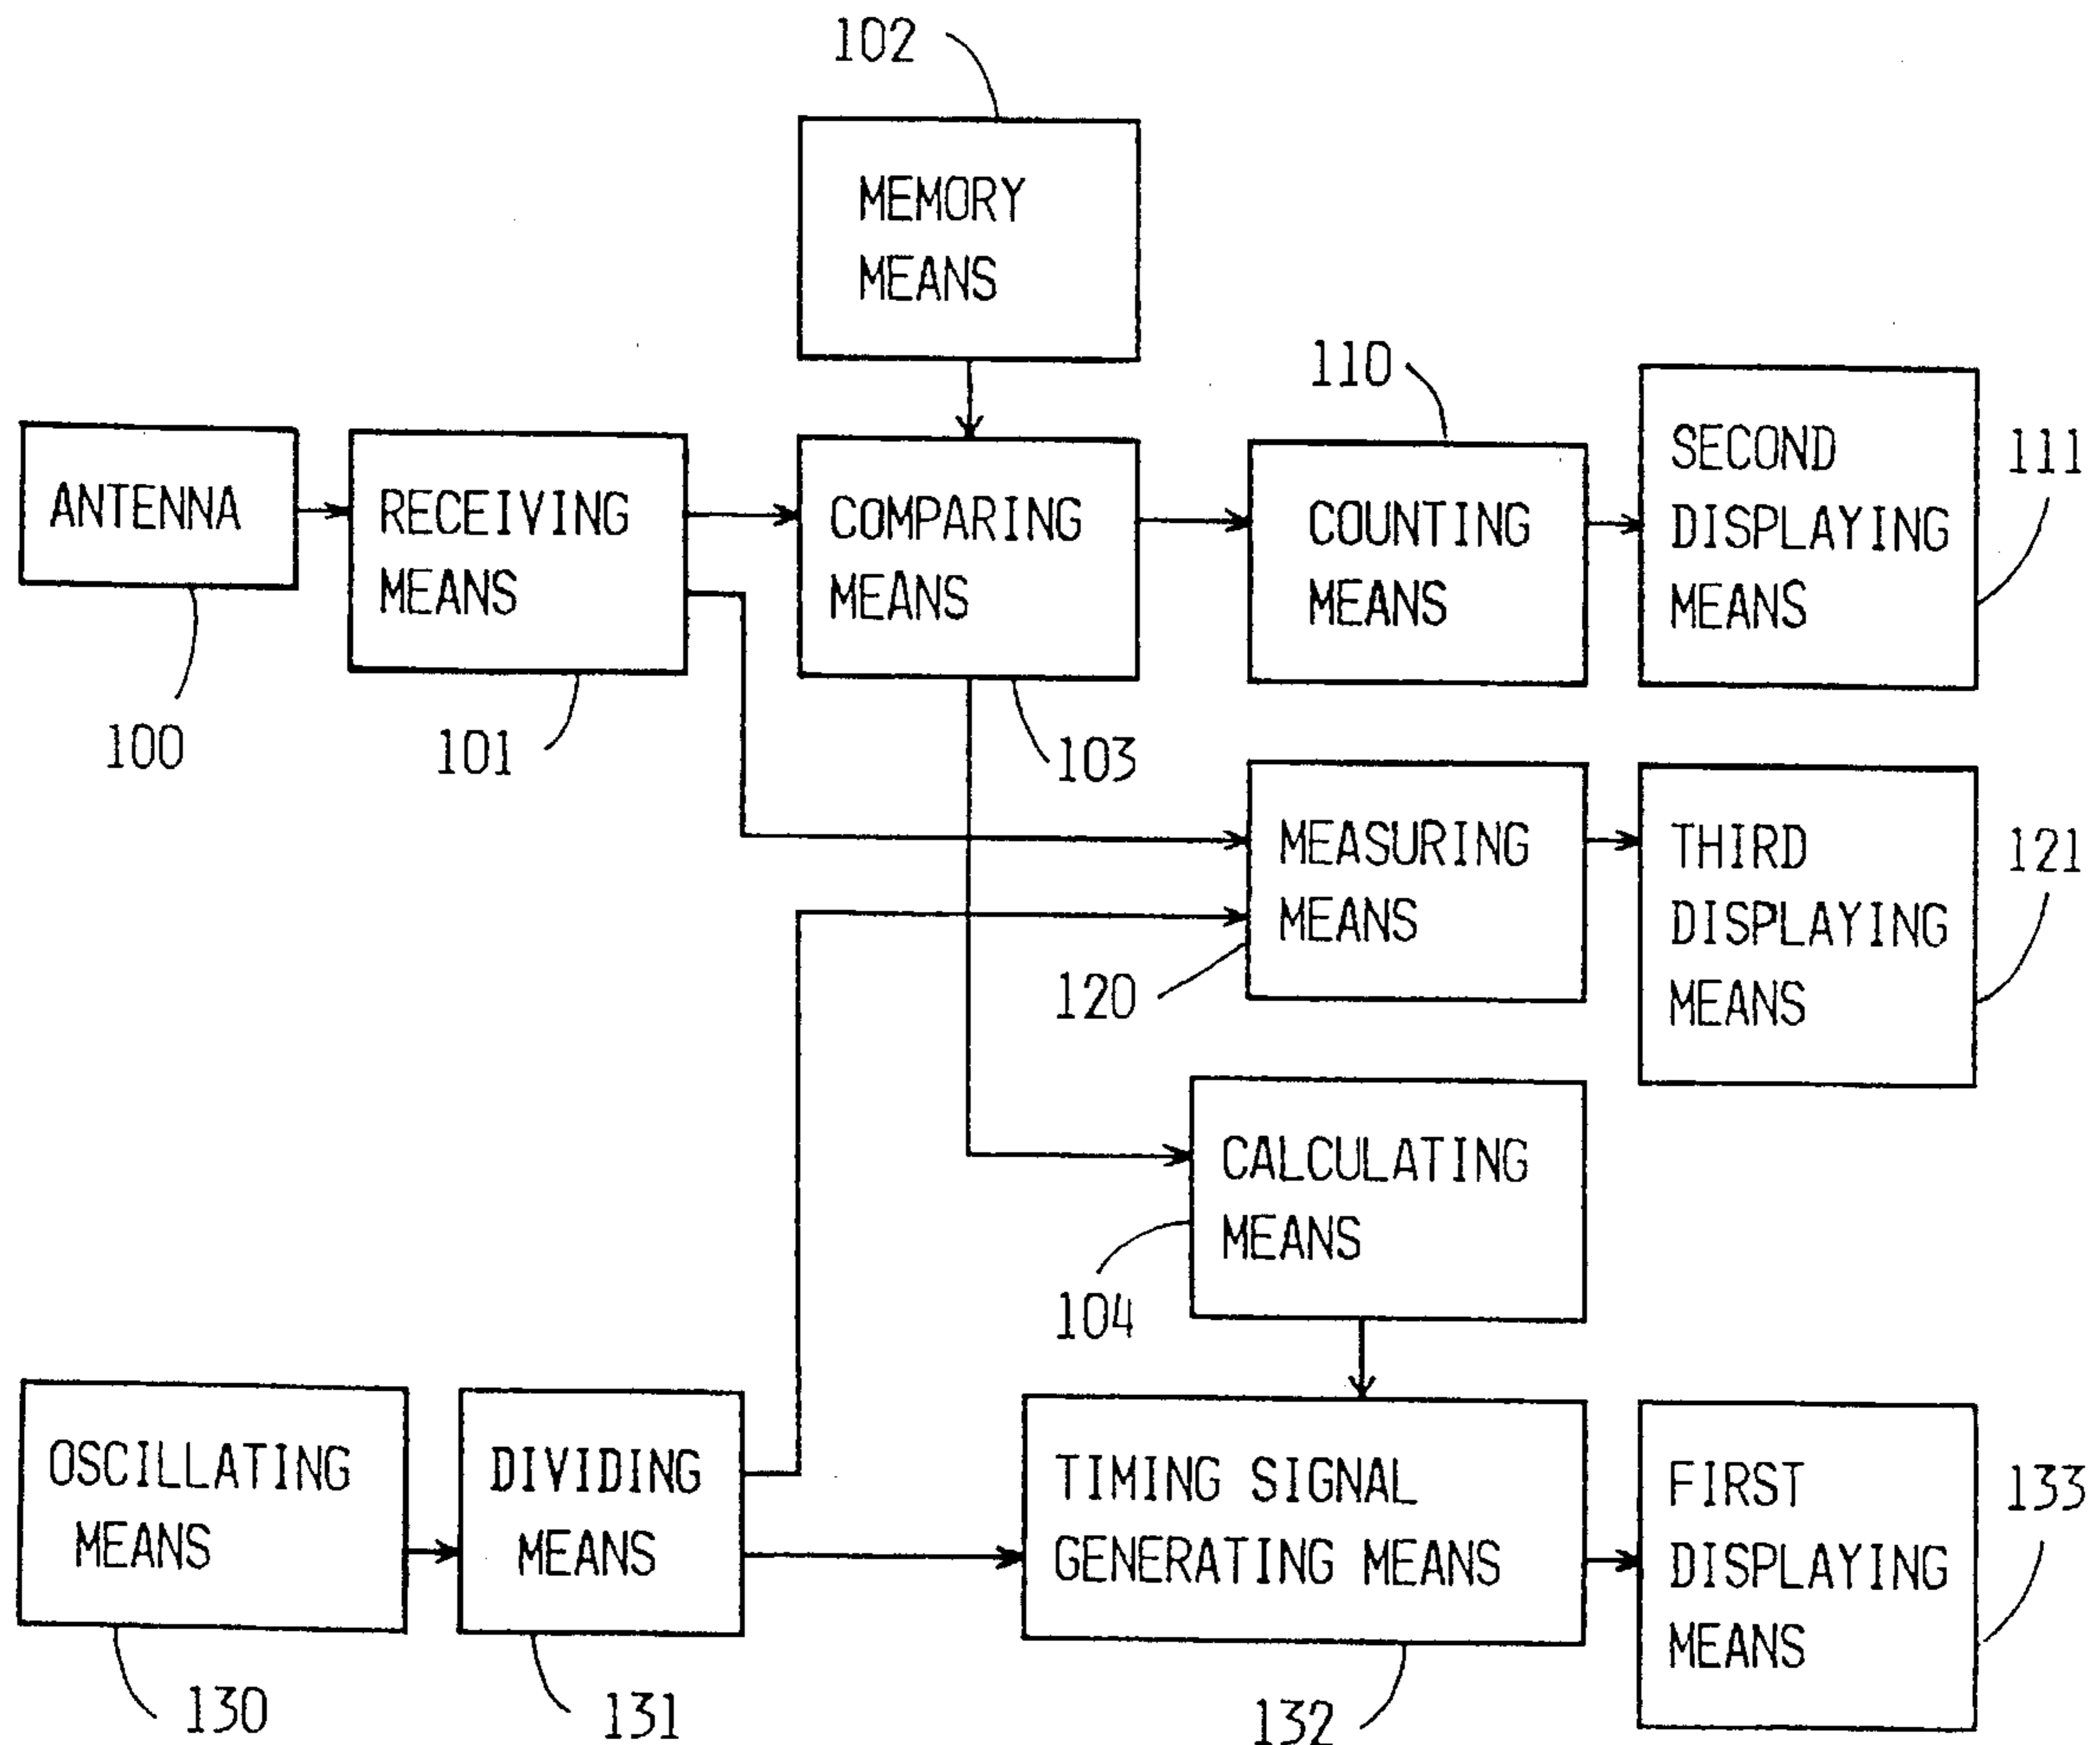 102
MEMORY
MEANS
110
SECOND
DISPLAYING
MEANS
111
ANTENNA
RECEIVING
MEANS
COMPARING
MEANS
COUNTING
MEANS
100
101
103
MEASURING
MEANS
THIRD
DISPLAYING
MEANS
121
120
CALCULATING
MEANS
104
OSCILLATING
MEANS
DIVIDING
MEANS
TIMING SIGNAL
GENERATING MEANS
FIRST
DISPLAYING
MEANS
133
130
131
132